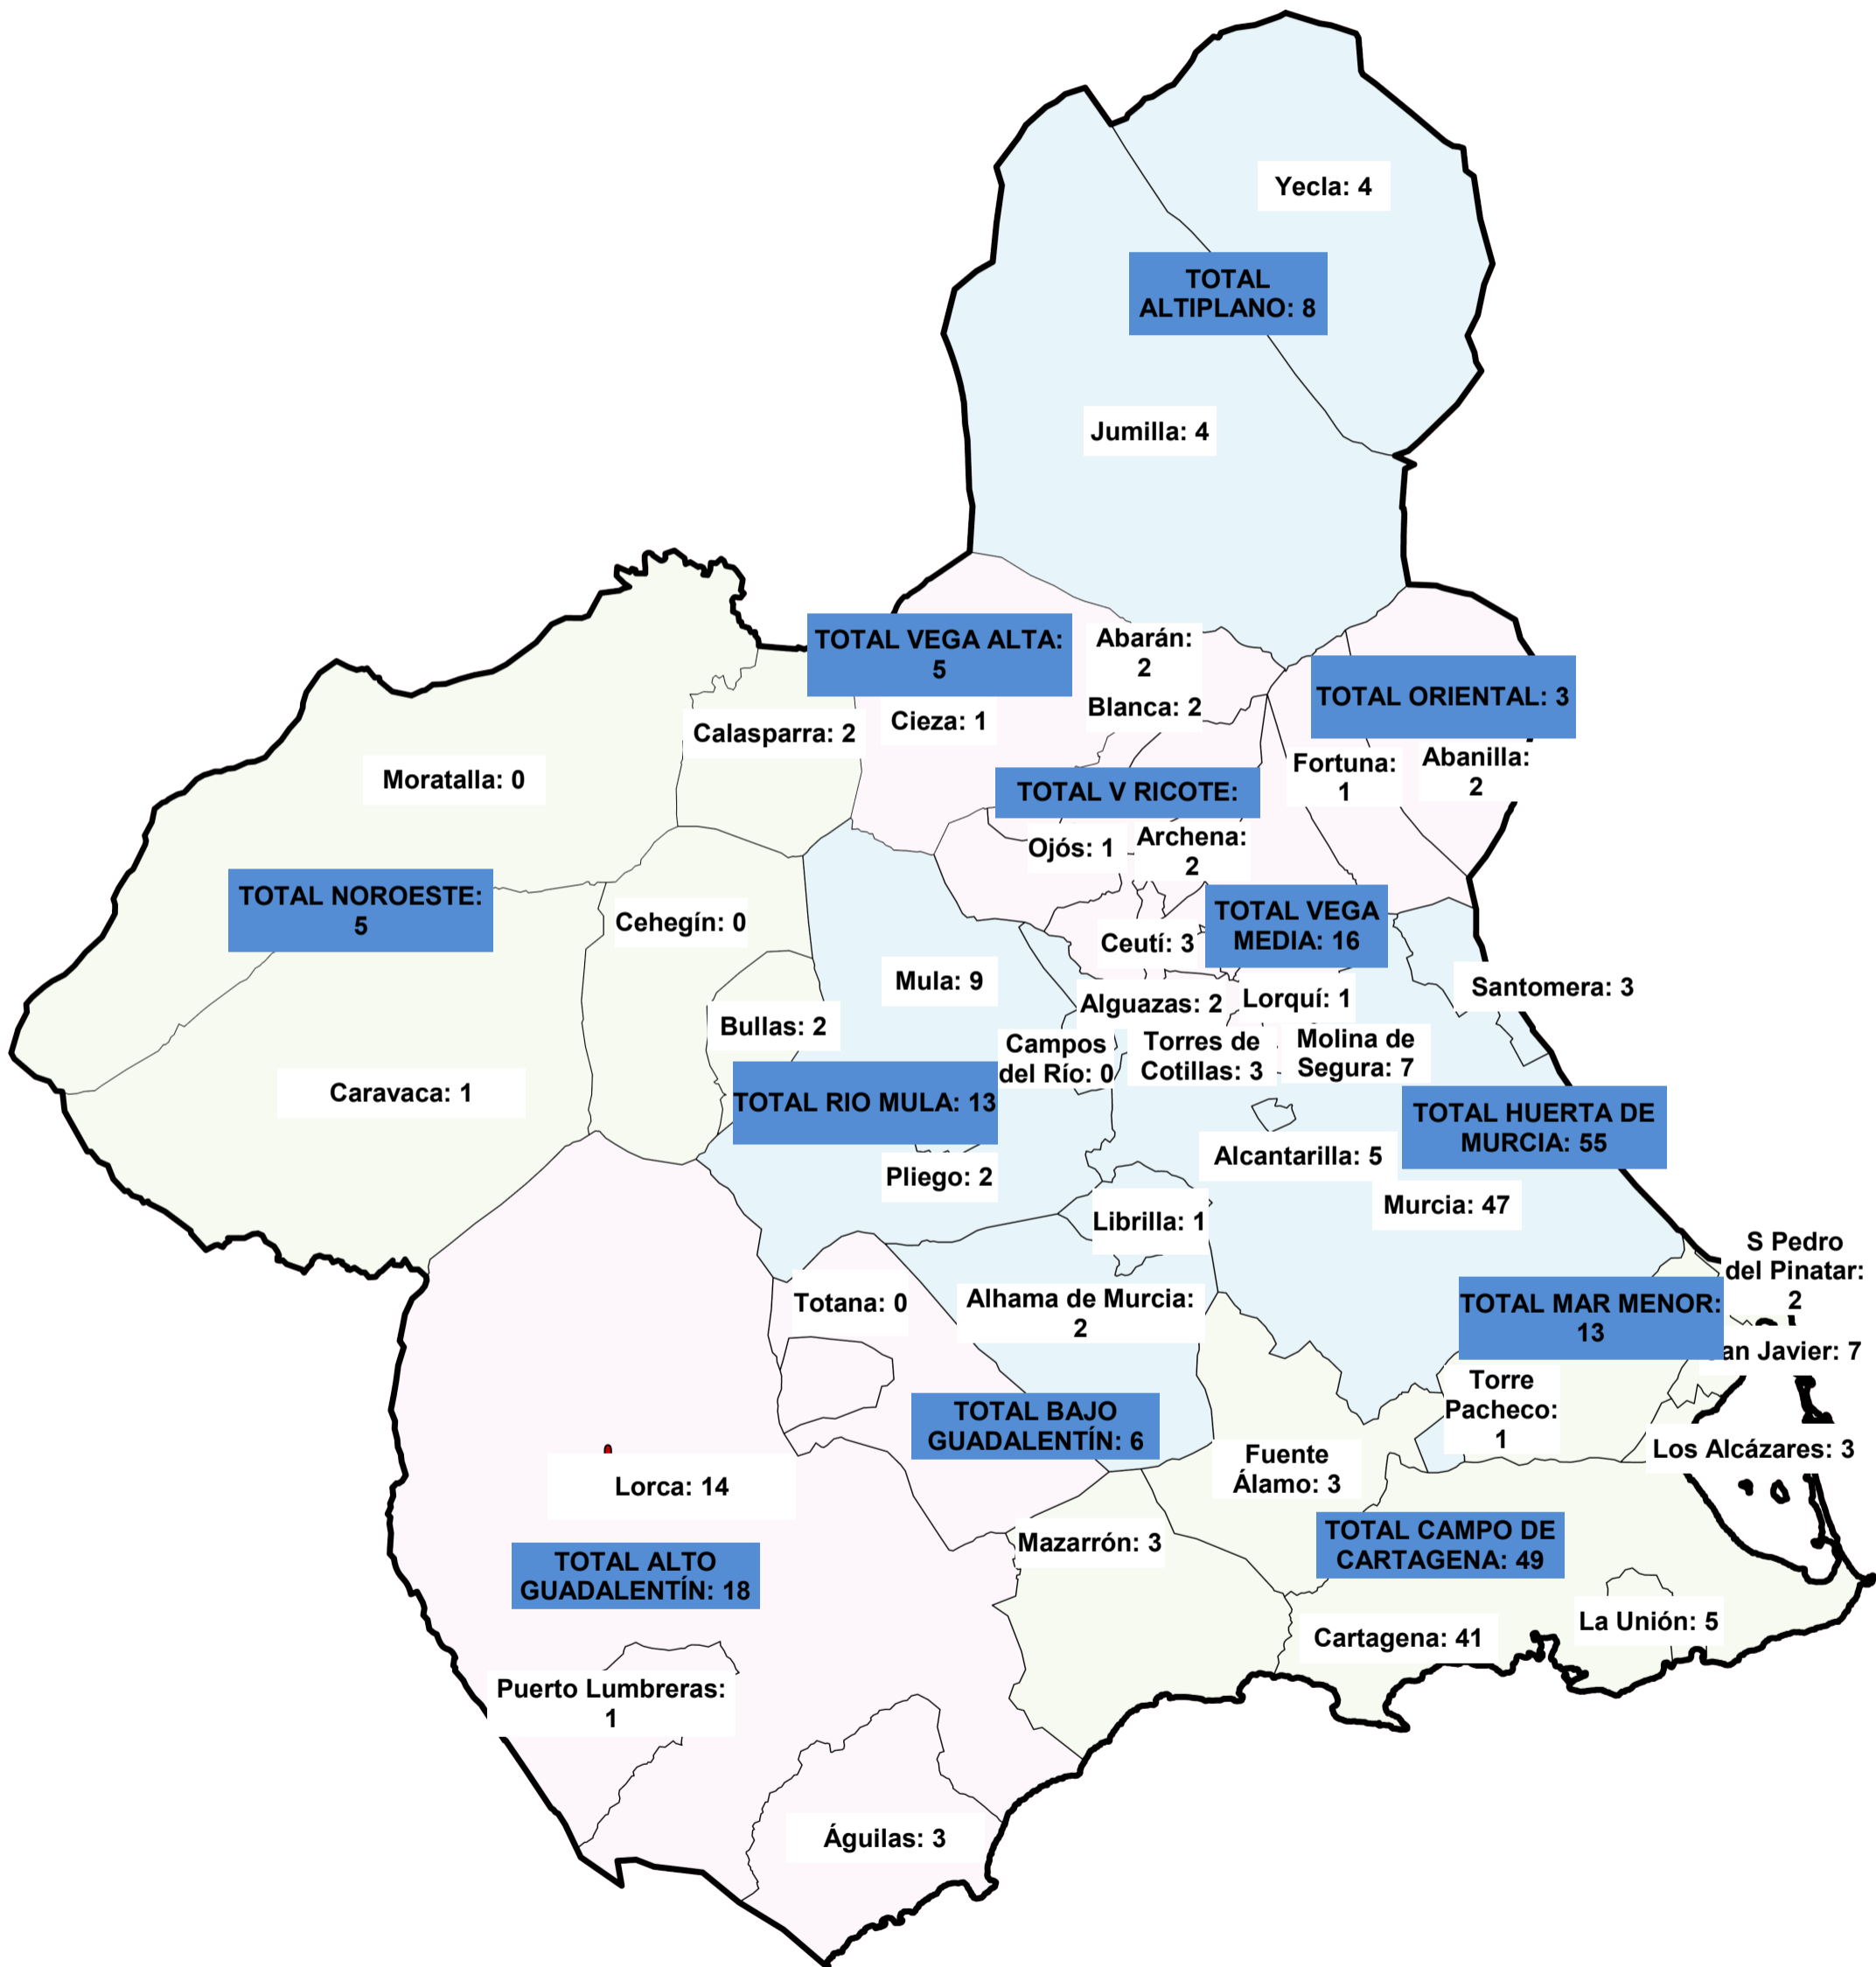 Yecla: 4
TOTAL
ALTIPLANO: 8
Jumilla: 4
TOTAL VEGA ALTA:
5
Abarán:
2
Blanca: 2
Cieza: 1
TOTAL ORIENTAL: 3
Calasparra: 2
Moratalla: 0
Fortuna:
1
Abanilla:
2
TOTAL V RICOTE:
Ojós: 1
Archena:
2
TOTAL NOROESTE:
5
Cehegín: 0
TOTAL VEGA
MEDIA: 16
Ceutí: 3
Mula: 9
Santomera: 3
Alguazas: 2
Lorquí: 1
Bullas: 2
Campos
del Río: 0
Torres de
Cotillas: 3
Molina de
Segura: 7
Caravaca: 1
TOTAL RIO MULA: 13
TOTAL HUERTA DE
MURCIA: 55
Alcantarilla: 5
Pliego: 2
Murcia: 47
Librilla: 1
S Pedro
del Pinatar:
2
Totana: 0
Alhama de Murcia:
2
TOTAL MAR MENOR:
13
an Javier: 7
Torre
Pacheco:
1
TOTAL BAJO
GUADALENTÍN: 6
Los Alcázares: 3
Fuente
Álamo: 3
Lorca: 14
Mazarrón: 3
TOTAL CAMPO DE
CARTAGENA: 49
TOTAL ALTO
GUADALENTÍN: 18
La Unión: 5
Cartagena: 41
Puerto Lumbreras:
1
Águilas: 3